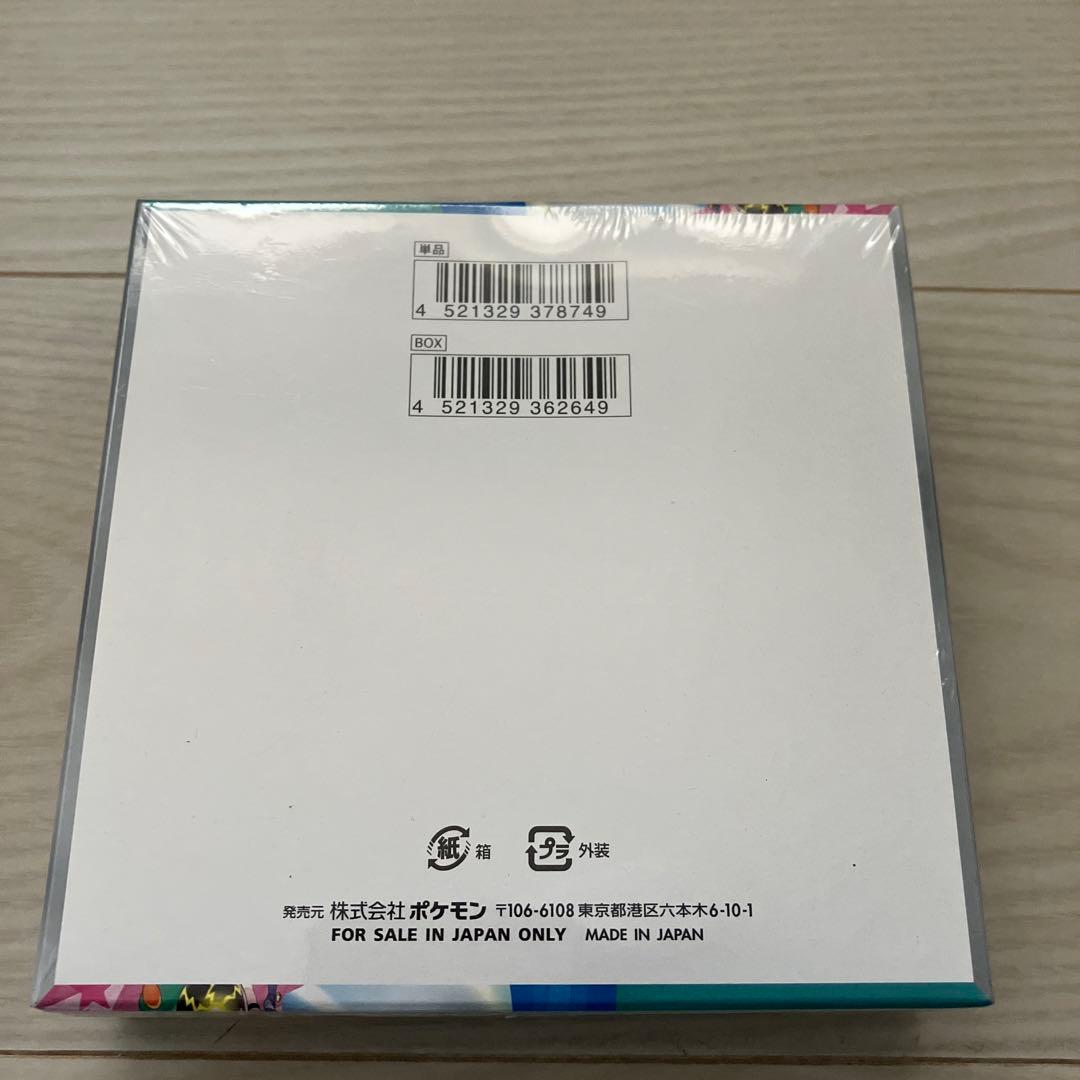 単品
4 521329 378749
BOX
4 521329 362649
紙 箱 プラ 外装
発売元 株式会社 ポケモン 〒106-6108 東京都港区六本木6-10-1
FOR SALE IN JAPAN ONLY MADE IN JAPAN